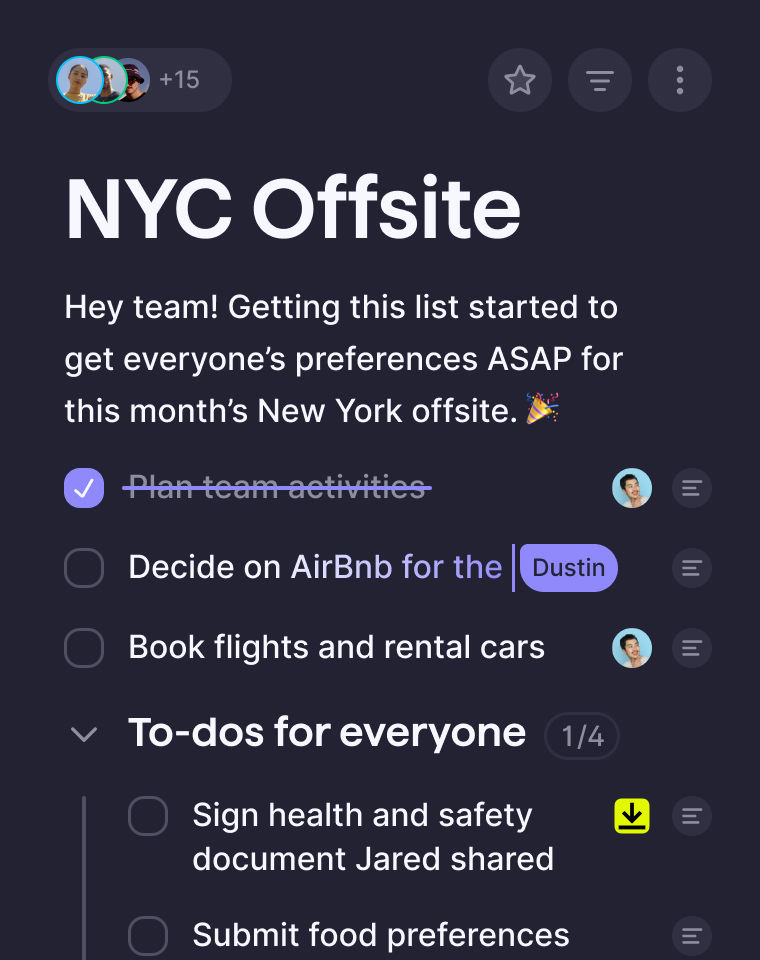 +15
NYC Offsite
Hey team! Getting this list started to
get everyone’s preferences ASAP for
this month’s New York offsite. 🎉
Plan team activities
Decide on AirBnb for the Dustin
Book flights and rental cars
To-dos for everyone 1/4
Sign health and safety
document Jared shared
Submit food preferences